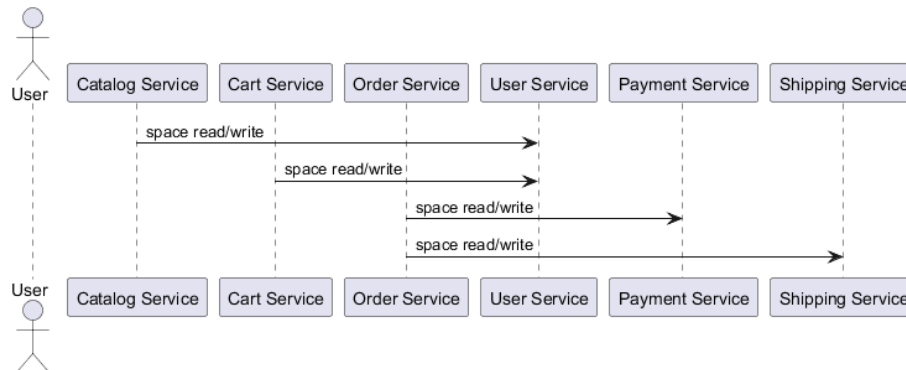 User
Catalog Service
Cart Service
Order Service
User Service
Payment Service
Shipping Service
space read/write
space read/write
space read/write
space read/write
User
Catalog Service
Cart Service
Order Service
User Service
Payment Service
Shipping Service